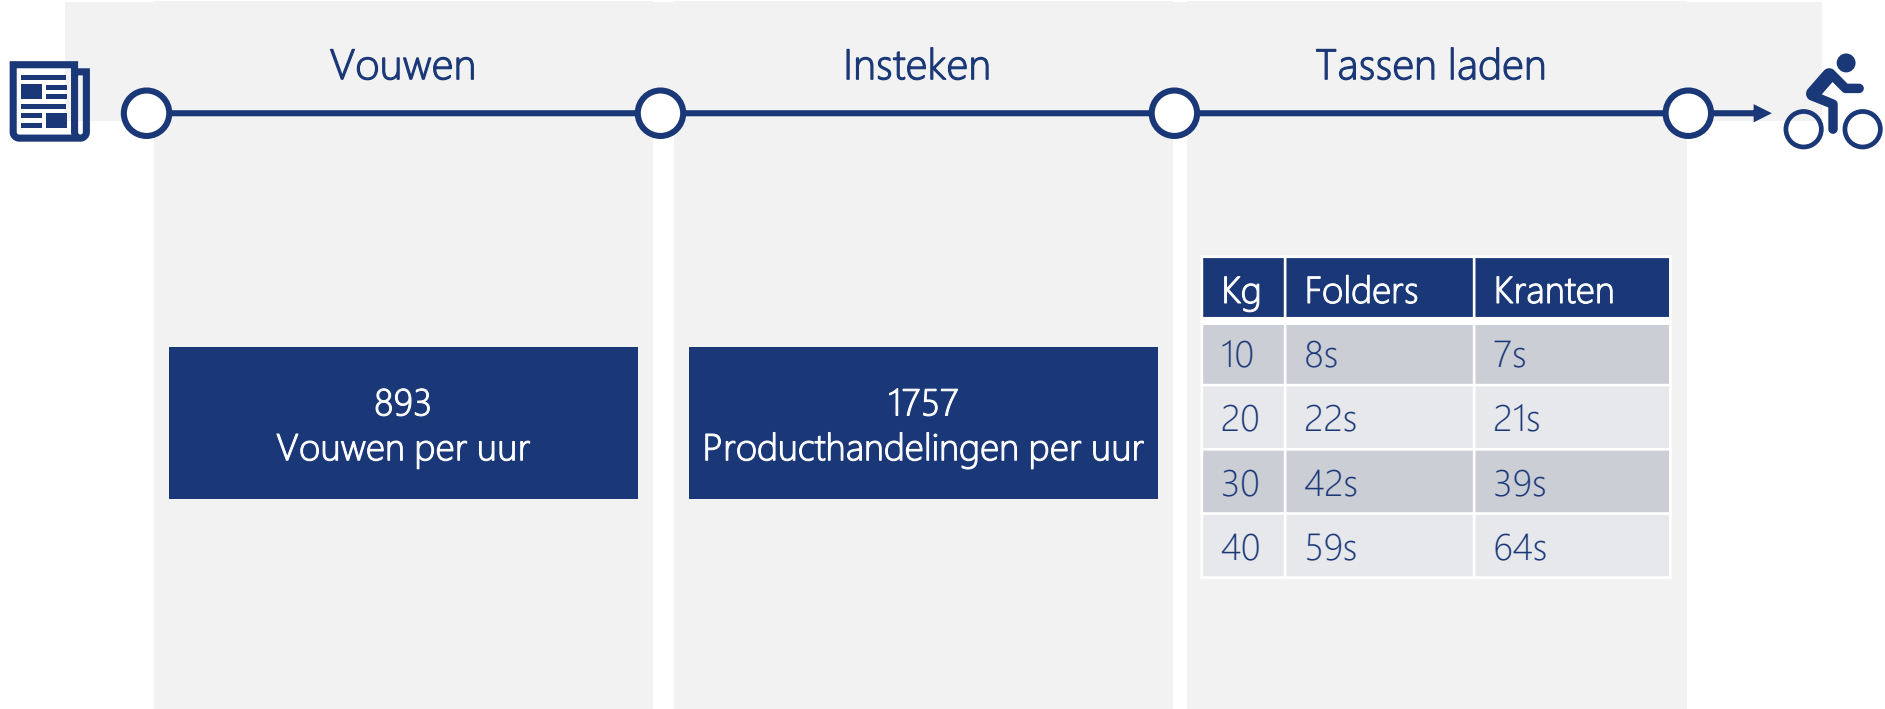 Vouwen
Insteken
Tassen laden
893
Vouwen per uur
1757
Producthandelingen per uur
Kg Folders Kranten
10 8s 7s
20 22s 21s
30 42s 39s
40 59s 64s